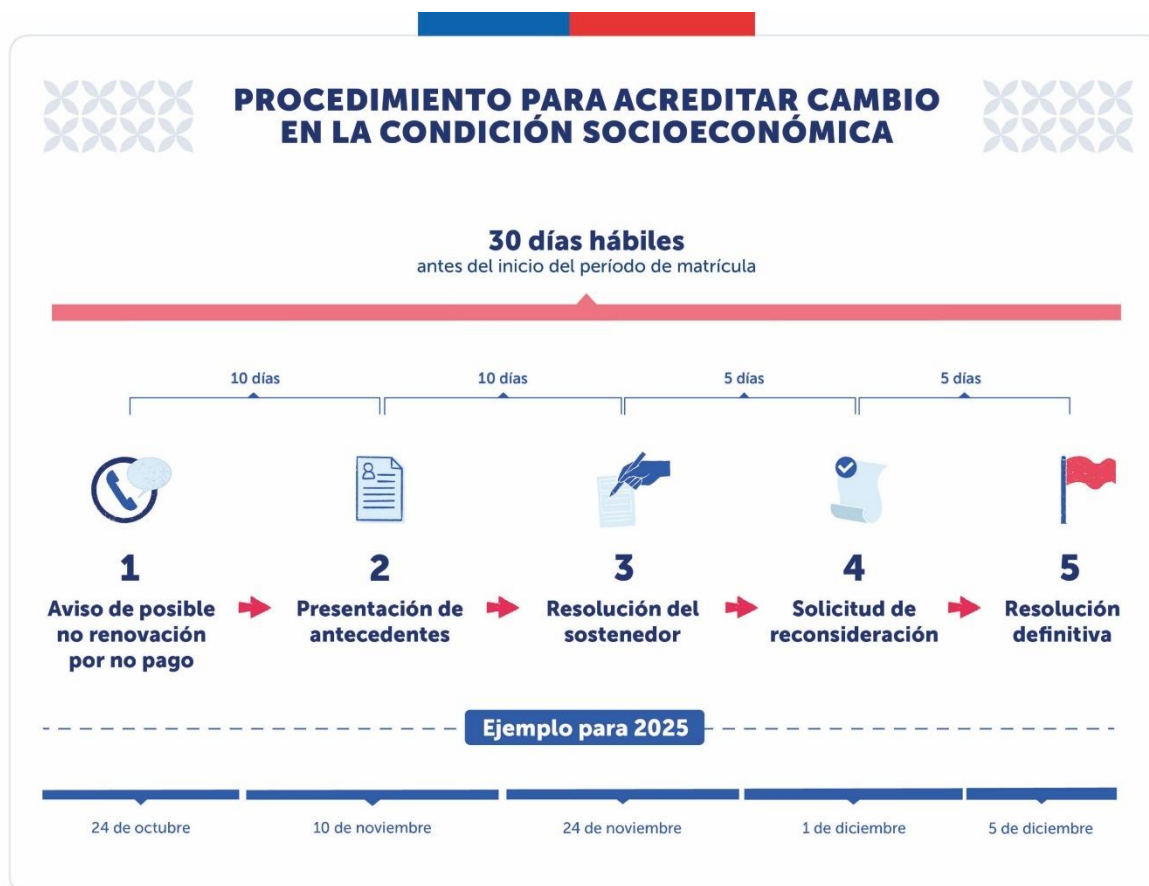 PROCEDIMIENTO PARA ACREDITAR CAMBIO
EN LA CONDICIÓN SOCIOECONÓMICA
30 días hábiles
antes del inicio del período de matrícula
10 días
10 días
5 días
5 días
1
Aviso de posible
no renovación
por no pago
2
Presentación de
antecedentes
3
Resolución del
sostenedor
4
Solicitud de
reconsideración
5
Resolución
definitiva
Ejemplo para 2025
24 de octubre
10 de noviembre
24 de noviembre
1 de diciembre
5 de diciembre